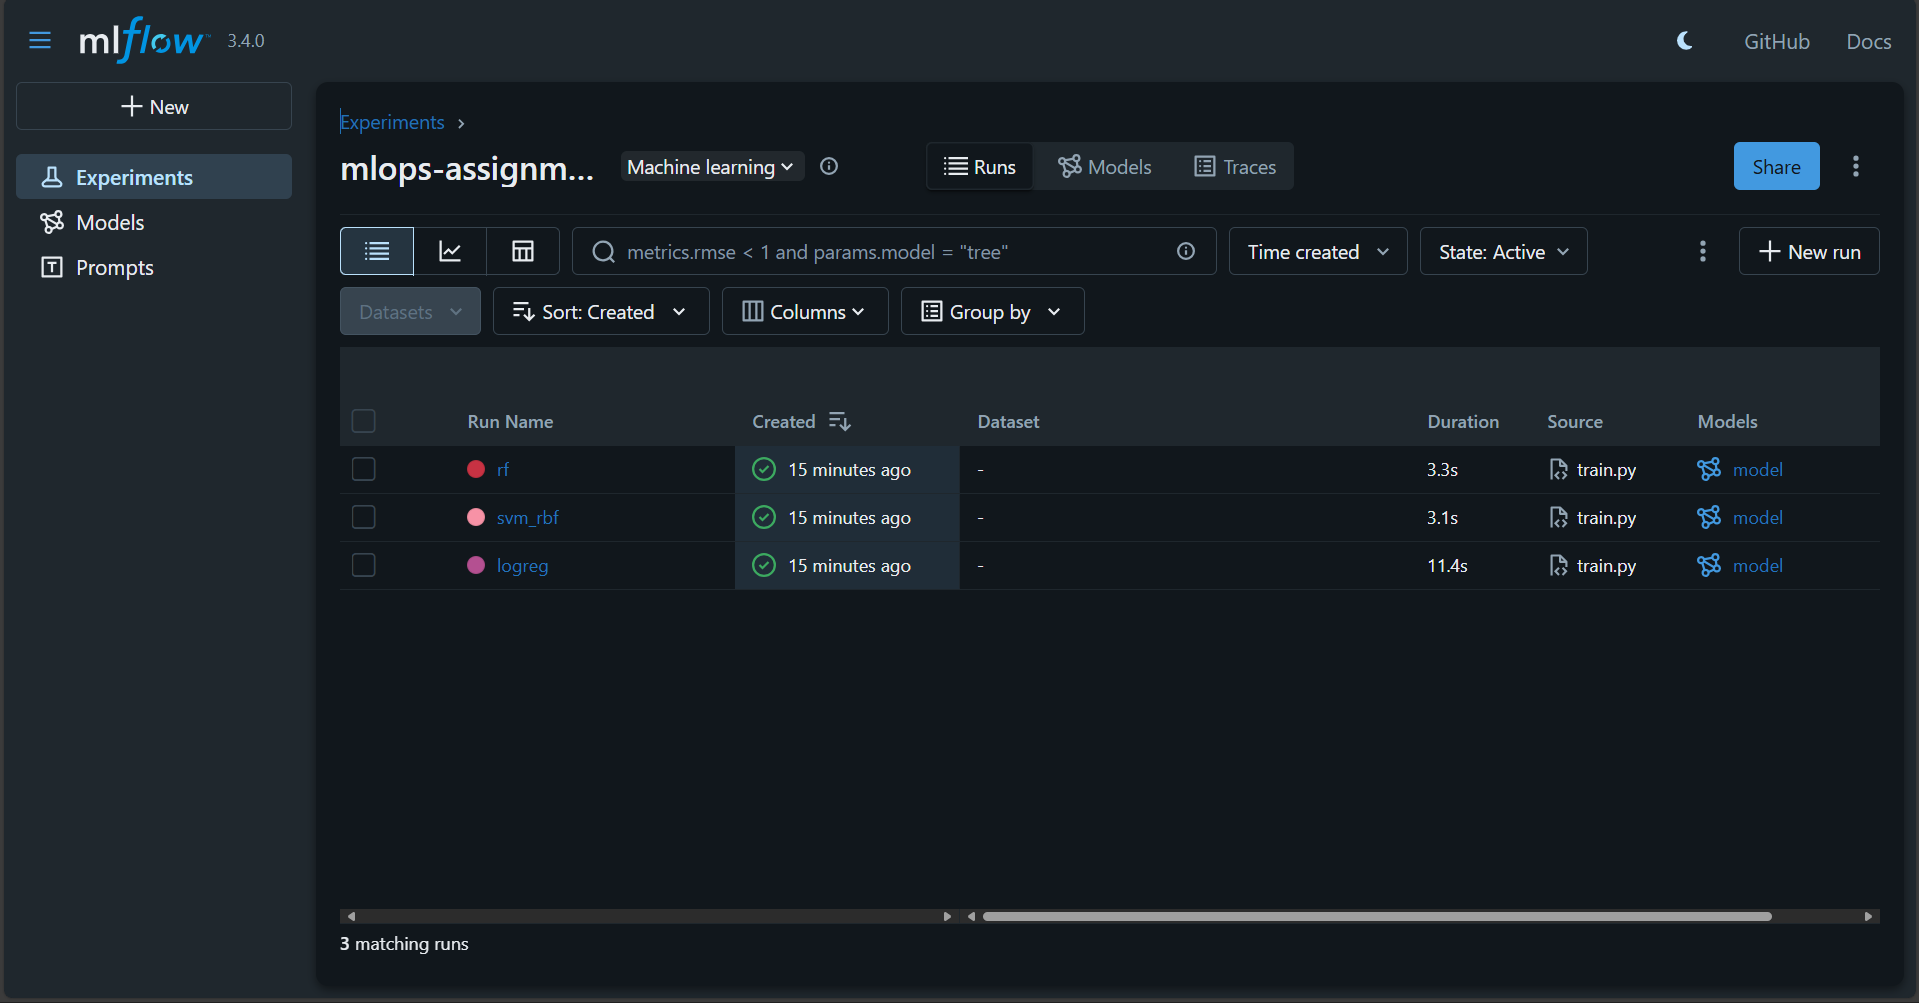 mlflow™ 3.4.0
GitHub Docs
New
Experiments
Models
Prompts
Experiments
mlops-assignm... Machine learning Runs Models Traces Share
metrics.rmse < 1 and params.model = "tree" Time created State: Active New run
Datasets Sort: Created Columns Group by
Run Name Created Dataset Duration Source Models
rf 15 minutes ago - 3.3s train.py model
svm_rbf 15 minutes ago - 3.1s train.py model
logreg 15 minutes ago - 11.4s train.py model
3 matching runs